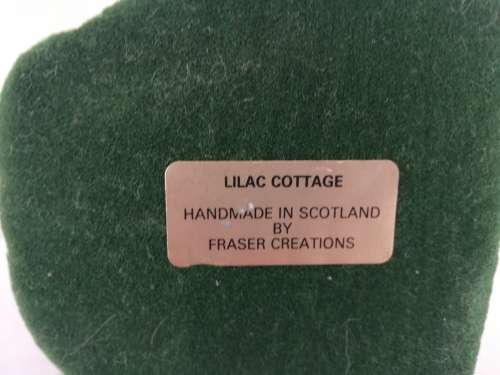 LILAC COTTAGE
HANDMADE IN SCOTLAND
BY
FRASER CREATIONS